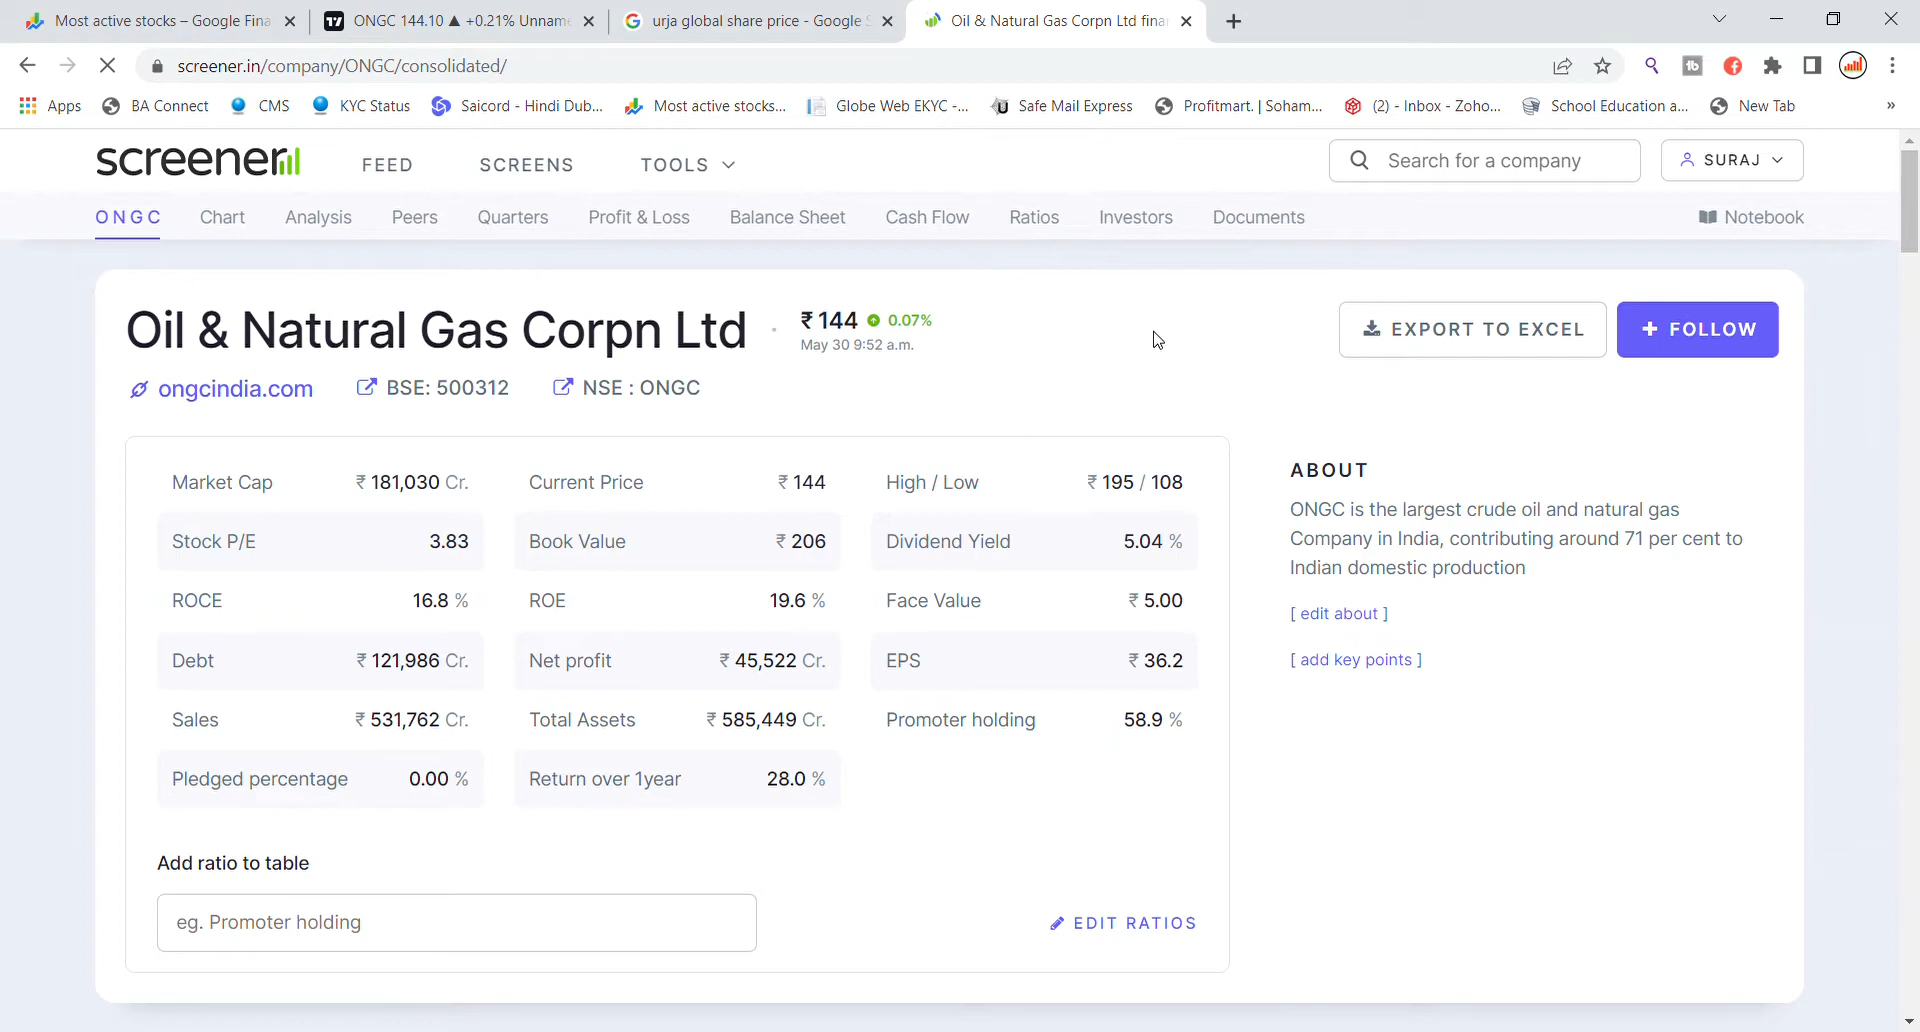 Most active stocks – Google Fina
ONGC 144.10 ▲ +0.21% Unname
urja global share price - Google S
Oil & Natural Gas Corpn Ltd fina
screener.in/company/ONGC/consolidated/
Apps
BA Connect
CMS
KYC Status
Saicord - Hindi Dub...
Most active stocks...
Globe Web EKYC -...
Safe Mail Express
Profitmart. | Soham...
(2) - Inbox - Zoho...
School Education a...
New Tab
»
screener
FEED
SCREENS
TOOLS
Search for a company
SURAJ
ONGC
Chart
Analysis
Peers
Quarters
Profit & Loss
Balance Sheet
Cash Flow
Ratios
Investors
Documents
Notebook
Oil & Natural Gas Corpn Ltd
₹ 144 0.07%
May 30 9:52 a.m.
EXPORT TO EXCEL
+ FOLLOW
ongcindia.com
BSE: 500312
NSE : ONGC
Market Cap ₹ 181,030 Cr.
Current Price ₹ 144
High / Low ₹ 195 / 108
Stock P/E 3.83
Book Value ₹ 206
Dividend Yield 5.04 %
ROCE 16.8 %
ROE 19.6 %
Face Value ₹ 5.00
Debt ₹ 121,986 Cr.
Net profit ₹ 45,522 Cr.
EPS ₹ 36.2
Sales ₹ 531,762 Cr.
Total Assets ₹ 585,449 Cr.
Promoter holding 58.9 %
Pledged percentage 0.00 %
Return over 1year 28.0 %
Add ratio to table
eg. Promoter holding
EDIT RATIOS
ABOUT
ONGC is the largest crude oil and natural gas
Company in India, contributing around 71 per cent to
Indian domestic production
[ edit about ]
[ add key points ]